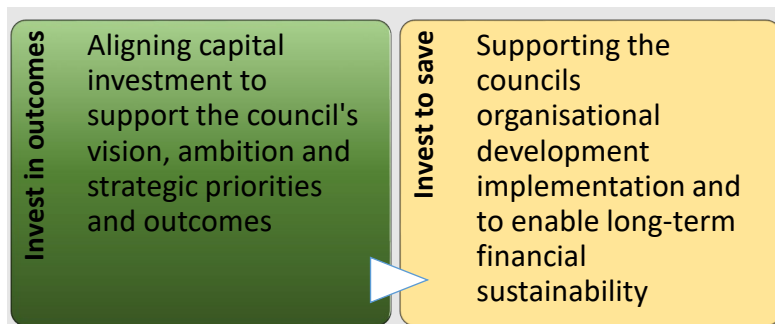 Invest in outcomes
Aligning capital
investment to
support the council's
vision, ambition and
strategic priorities
and outcomes
Invest to save
Supporting the
councils
organisational
development
implementation and
to enable long-term
financial
sustainability